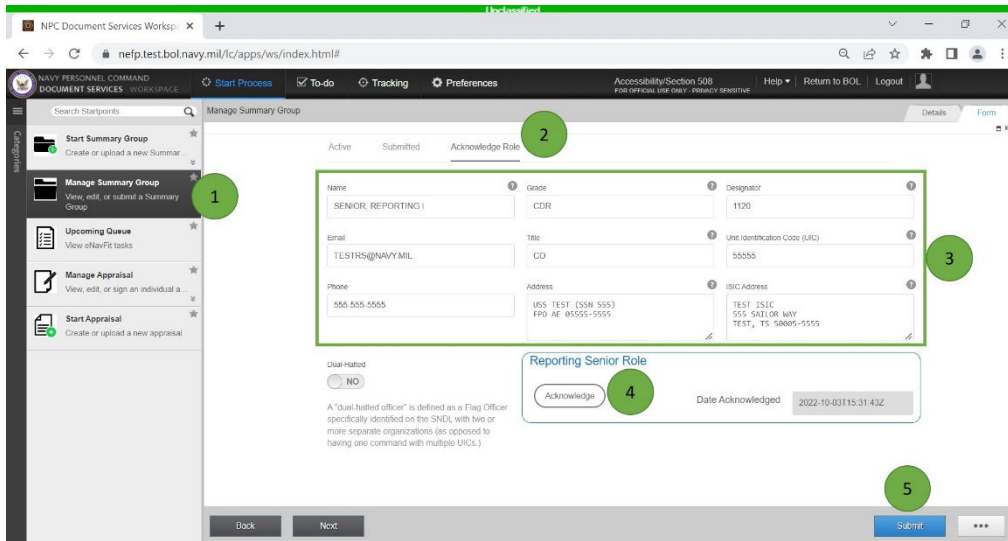 Unclassified
NPC Document Services Worksp
nefp.test.bol.navy.mil/lc/apps/ws/index.html#
NAVY PERSONNEL COMMAND
DOCUMENT SERVICES WORKSPACE
Start Process
To-do
Tracking
Preferences
Accessibility/Section 508
FOR OFFICIAL USE ONLY - PRIVACY SENSITIVE
Help
Return to BOL
Logout
Search Startpoints
Manage Summary Group
Details
Form
Categories
Start Summary Group
Create or upload a new Summar...
Manage Summary Group
View, edit, or submit a Summary
Group
1
Upcoming Queue
View eNavFit tasks
Manage Appraisal
View, edit, or sign an individual a...
Start Appraisal
Create or upload a new appraisal
Active
Submitted
Acknowledge Role
2
Name
Grade
Designator
SENIOR, REPORTING I
CDR
1120
Email
Title
Unit Identification Code (UIC)
TESTRS@NAVY.MIL
CO
55555
3
Phone
Address
ISIC Address
555-555-5555
USS TEST (SSN 555)
FPO AE 05555-5555
TEST ISIC
555 SAILOR WAY
TEST, TS 50005-5555
Dual-Hatted
NO
A "dual-hatted officer" is defined as a Flag Officer
specifically identified on the SNDL with two or
more separate organizations (as opposed to
having one command with multiple UICs.)
Reporting Senior Role
Acknowledge
4
Date Acknowledged
2022-10-03T15:31:43Z
5
Back
Next
Submit